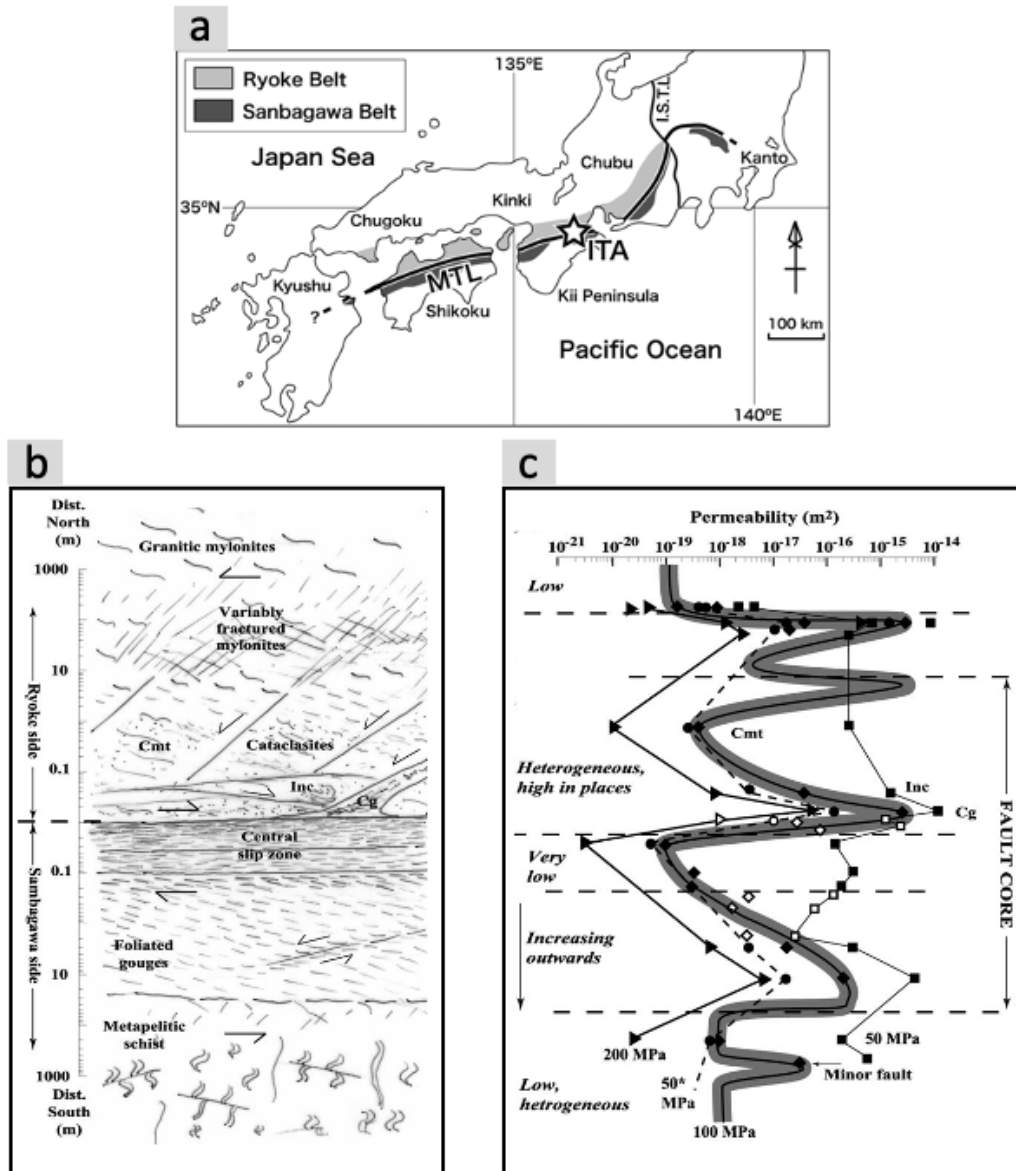 a
Ryoke Belt
Sanbagawa Belt
135ºE
I.S.T.L
Japan Sea
Chubu
Kanto
35ºN
Kinki
Chugoku
ITA
MTL
Kyushu
?
Shikoku
Kii Peninsula
100 km
Pacific Ocean
140ºE
b
Dist.
North
(m)
Granitic mylonites
1000
Variably
fractured
mylonites
10
Ryoke side
Cmt
Cataclasites
0.1
Inc
Cg
Central
slip zone
0.1
Sambagawa side
Foliated
gouges
10
Metapelitic
schist
1000
Dist.
South
(m)
c
Permeability (m²)
10-21 10-20 10-19 10-18 10-17 10-16 10-15 10-14
Low
Cmt
Heterogeneous,
high in places
Inc
Cg
Very
low
FAULT CORE
Increasing
outwards
200 MPa
50 MPa
50*
MPa
Minor fault
Low,
hetrogeneous
100 MPa